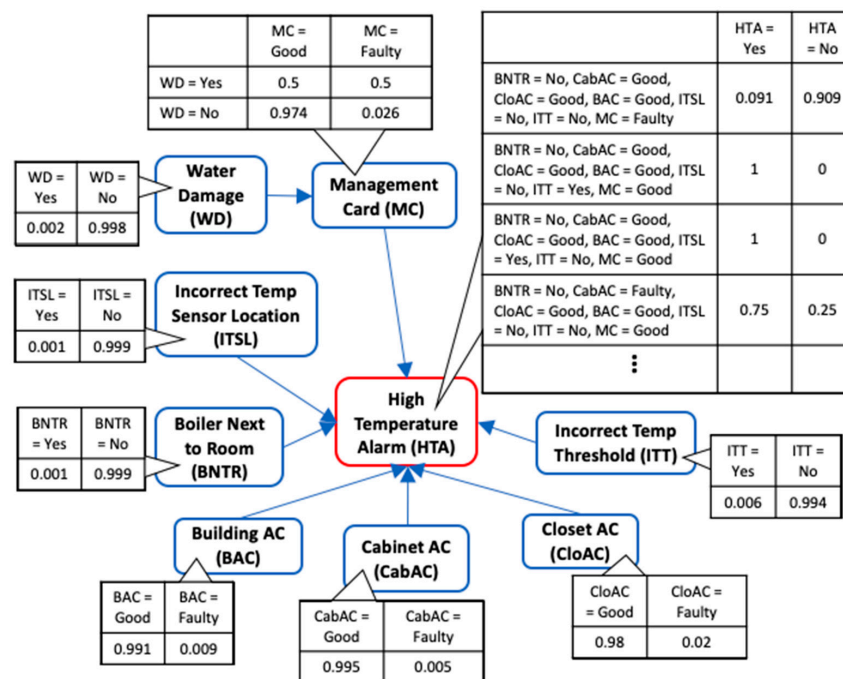 MC =
Good
MC =
Faulty
WD = Yes
0.5
0.5
WD = No
0.974
0.026
HTA =
Yes
HTA
= No
BNTR = No, CabAC = Good,
CloAC = Good, BAC = Good, ITSL
= No, ITT = No, MC = Faulty
0.091
0.909
BNTR = No, CabAC = Good,
CloAC = Good, BAC = Good, ITSL
= No, ITT = Yes, MC = Good
1
0
BNTR = No, CabAC = Good,
CloAC = Good, BAC = Good, ITSL
= Yes, ITT = No, MC = Good
1
0
BNTR = No, CabAC = Faulty,
CloAC = Good, BAC = Good, ITSL
= No, ITT = No, MC = Good
0.75
0.25
⋮
WD =
Yes
WD =
No
0.002
0.998
Water
Damage
(WD)
Management
Card (MC)
ITSL =
Yes
ITSL =
No
0.001
0.999
Incorrect Temp
Sensor Location
(ITSL)
BNTR
= Yes
BNTR
= No
0.001
0.999
Boiler Next
to Room
(BNTR)
High
Temperature
Alarm (HTA)
Incorrect Temp
Threshold (ITT)
ITT =
Yes
ITT =
No
0.006
0.994
Building AC
(BAC)
Cabinet AC
(CabAC)
Closet AC
(CloAC)
BAC =
Good
BAC =
Faulty
0.991
0.009
CabAC =
Good
CabAC =
Faulty
0.995
0.005
CloAC
= Good
CloAC =
Faulty
0.98
0.02